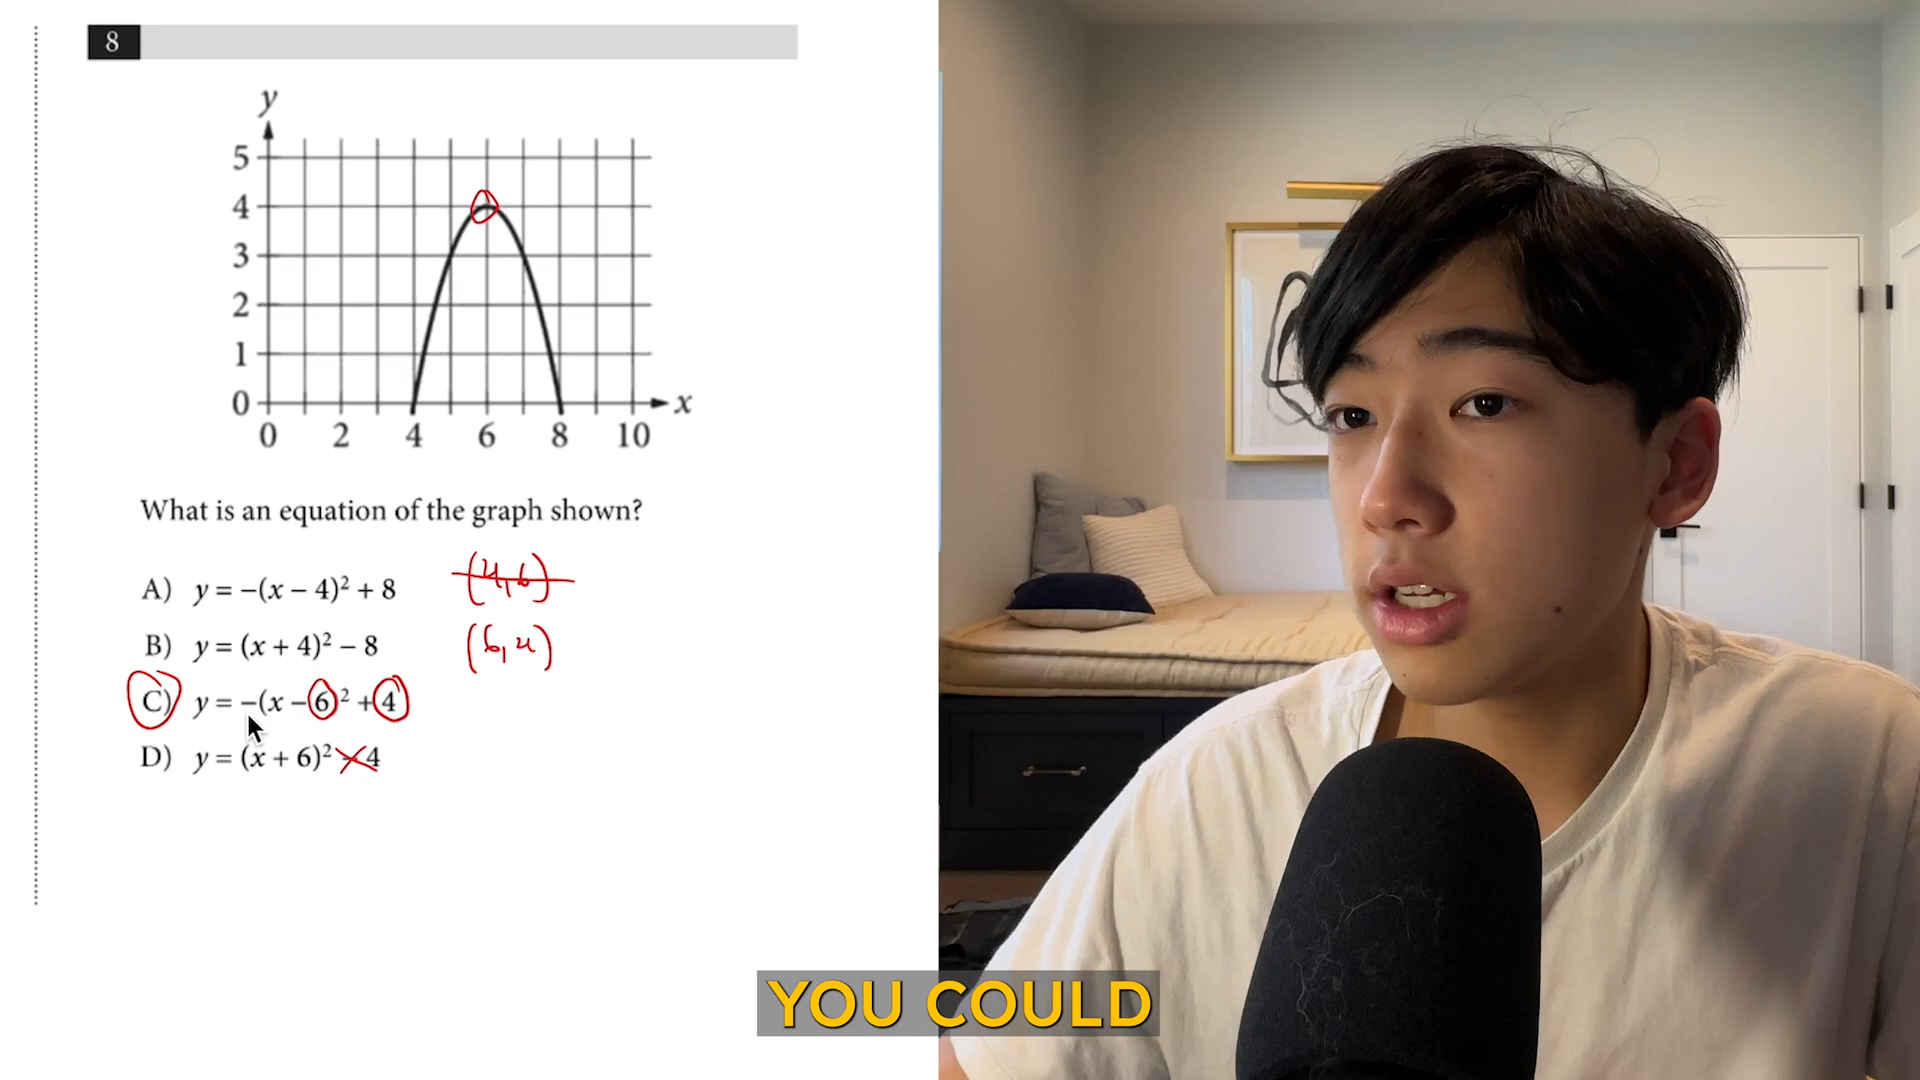 8
y
5
4
3
2
1
0
0 2 4 6 8 10 x
What is an equation of the graph shown?
A) y = −(x − 4)² + 8
(4,6)
B) y = (x + 4)² − 8
(6,4)
C) y = −(x − 6)² + 4
D) y = (x + 6)² − 4
YOU COULD